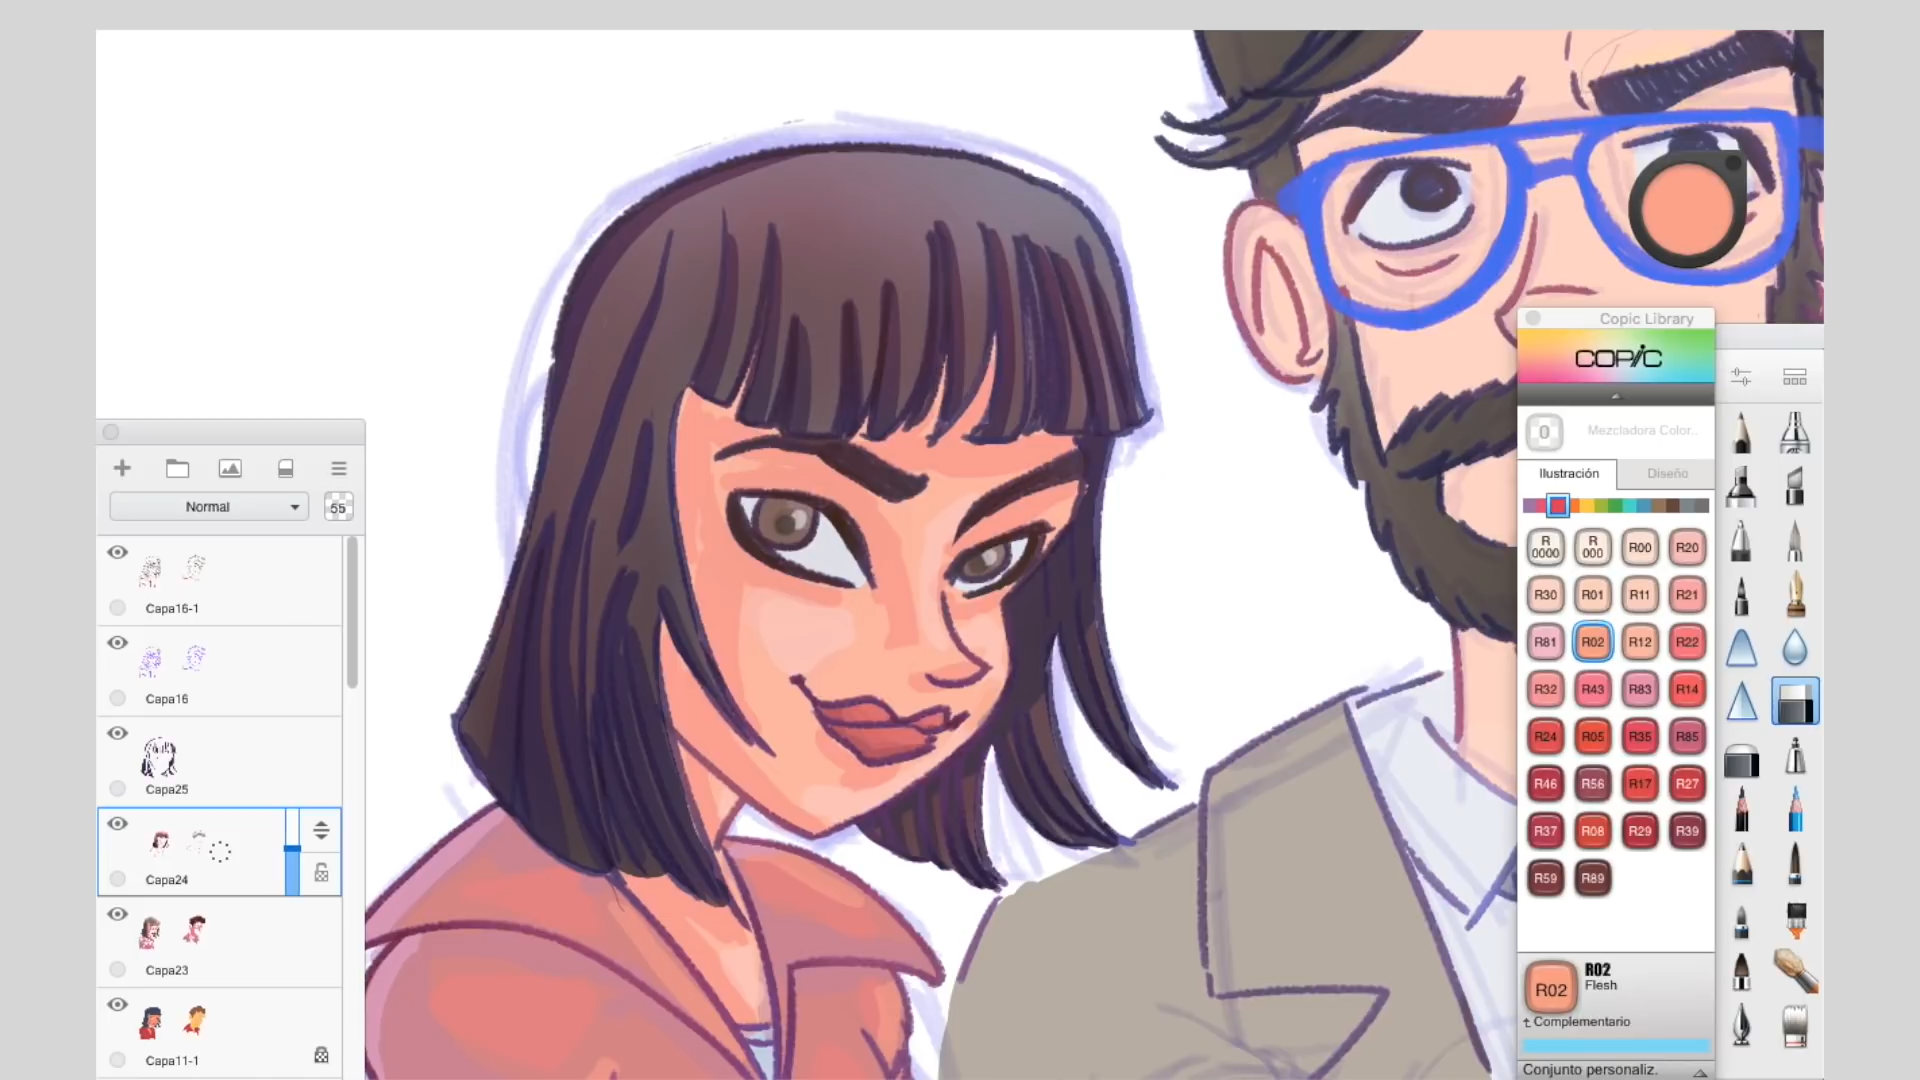 Normal
55
Capa16-1
Capa16
Capa25
Capa24
Capa23
Capa11-1
Copic Library
COPIC
0
Mezcladora Color..
Ilustración
Diseño
R 0000
R 000
R00
R20
R30
R01
R11
R21
R81
R02
R12
R22
R32
R43
R83
R14
R24
R05
R35
R85
R46
R56
R17
R27
R37
R08
R29
R39
R59
R89
R02
R02
Flesh
Complementario
Conjunto personaliz.